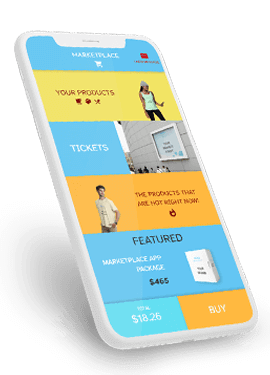 MARKETPLACE
YOUR PRODUCTS
TICKETS
THE PRODUCTS THAT
ARE HOT RIGHT NOW!
FEATURED
MARKETPLACE APP
PACKAGE
$465
$18.26
BUY